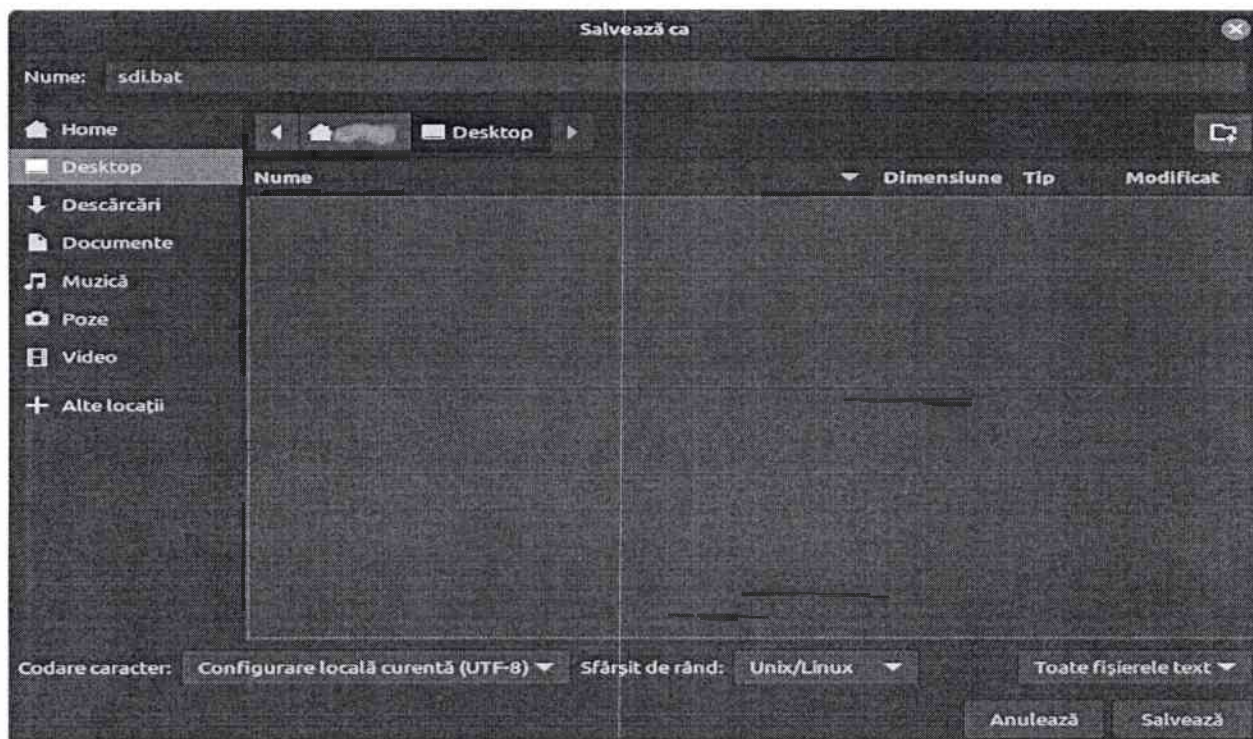 Salvează ca
Nume: sdi.bat
Home
Desktop
Desktop
Nume Dimensiune Tip Modificat
Descărcări
Documente
Muzică
Poze
Video
Alte locații
Codare caracter: Configurare locală curentă (UTF-8) Sfârșit de rând: Unix/Linux Toate fișierele text
Anulează Salvează